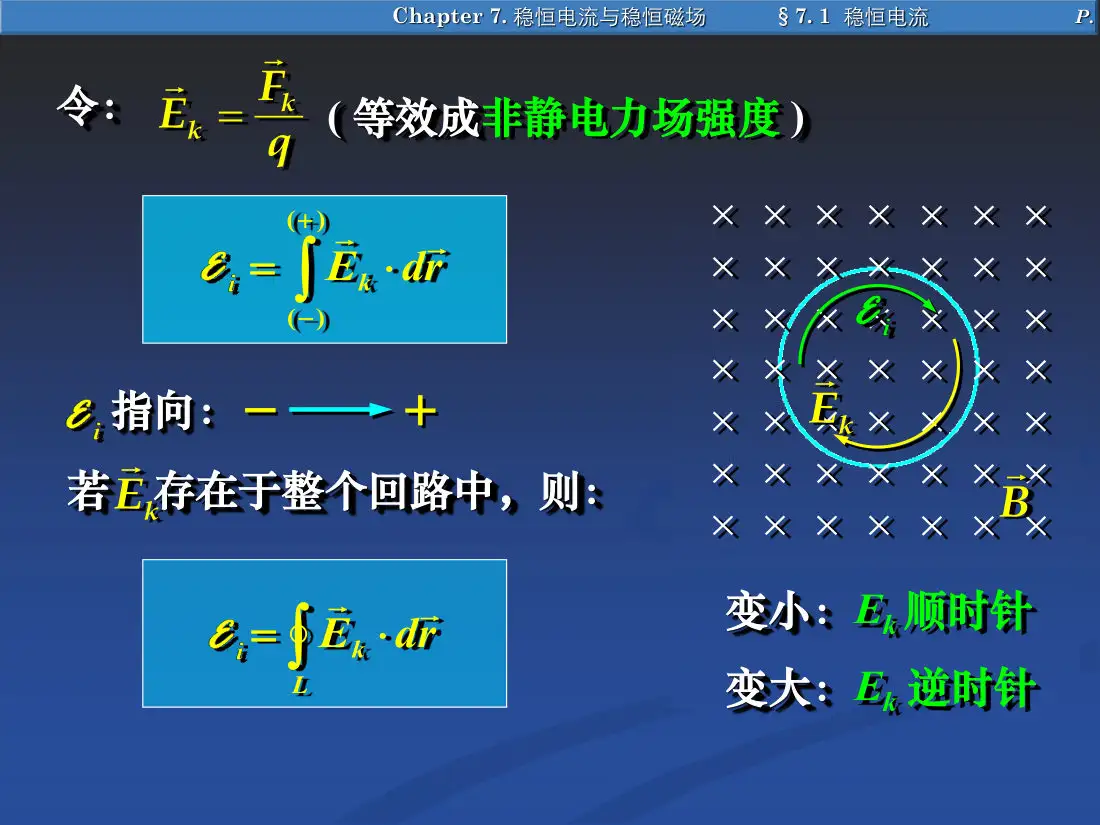 Chapter 7. 稳恒电流与稳恒磁场 §7. 1 稳恒电流 P.
令： E⃗k = F⃗k / q ( 等效成非静电力场强度 )
ℰi = ∫(−)(+) E⃗k · dr⃗
ℰi 指向： − → +
若 E⃗k 存在于整个回路中，则：
ℰi = ∮L E⃗k · dr⃗
× × × × × × ×
× × × × × × ×
ℰi
× × × × × × ×
× × × × × × ×
E⃗k
× × × × × × ×
× × × × × × ×
B⃗
× × × × × × ×
变小： Ek 顺时针
变大： Ek 逆时针